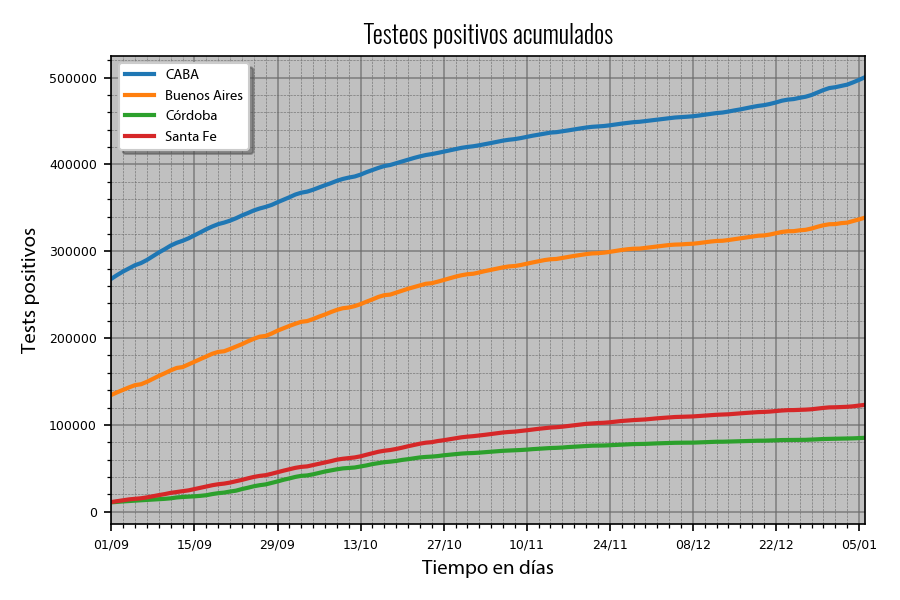 Testeos positivos acumulados
CABA
Buenos Aires
Córdoba
Santa Fe
Tests positivos
500000
400000
300000
200000
100000
0
01/09 15/09 29/09 13/10 27/10 10/11 24/11 08/12 22/12 05/01
Tiempo en días